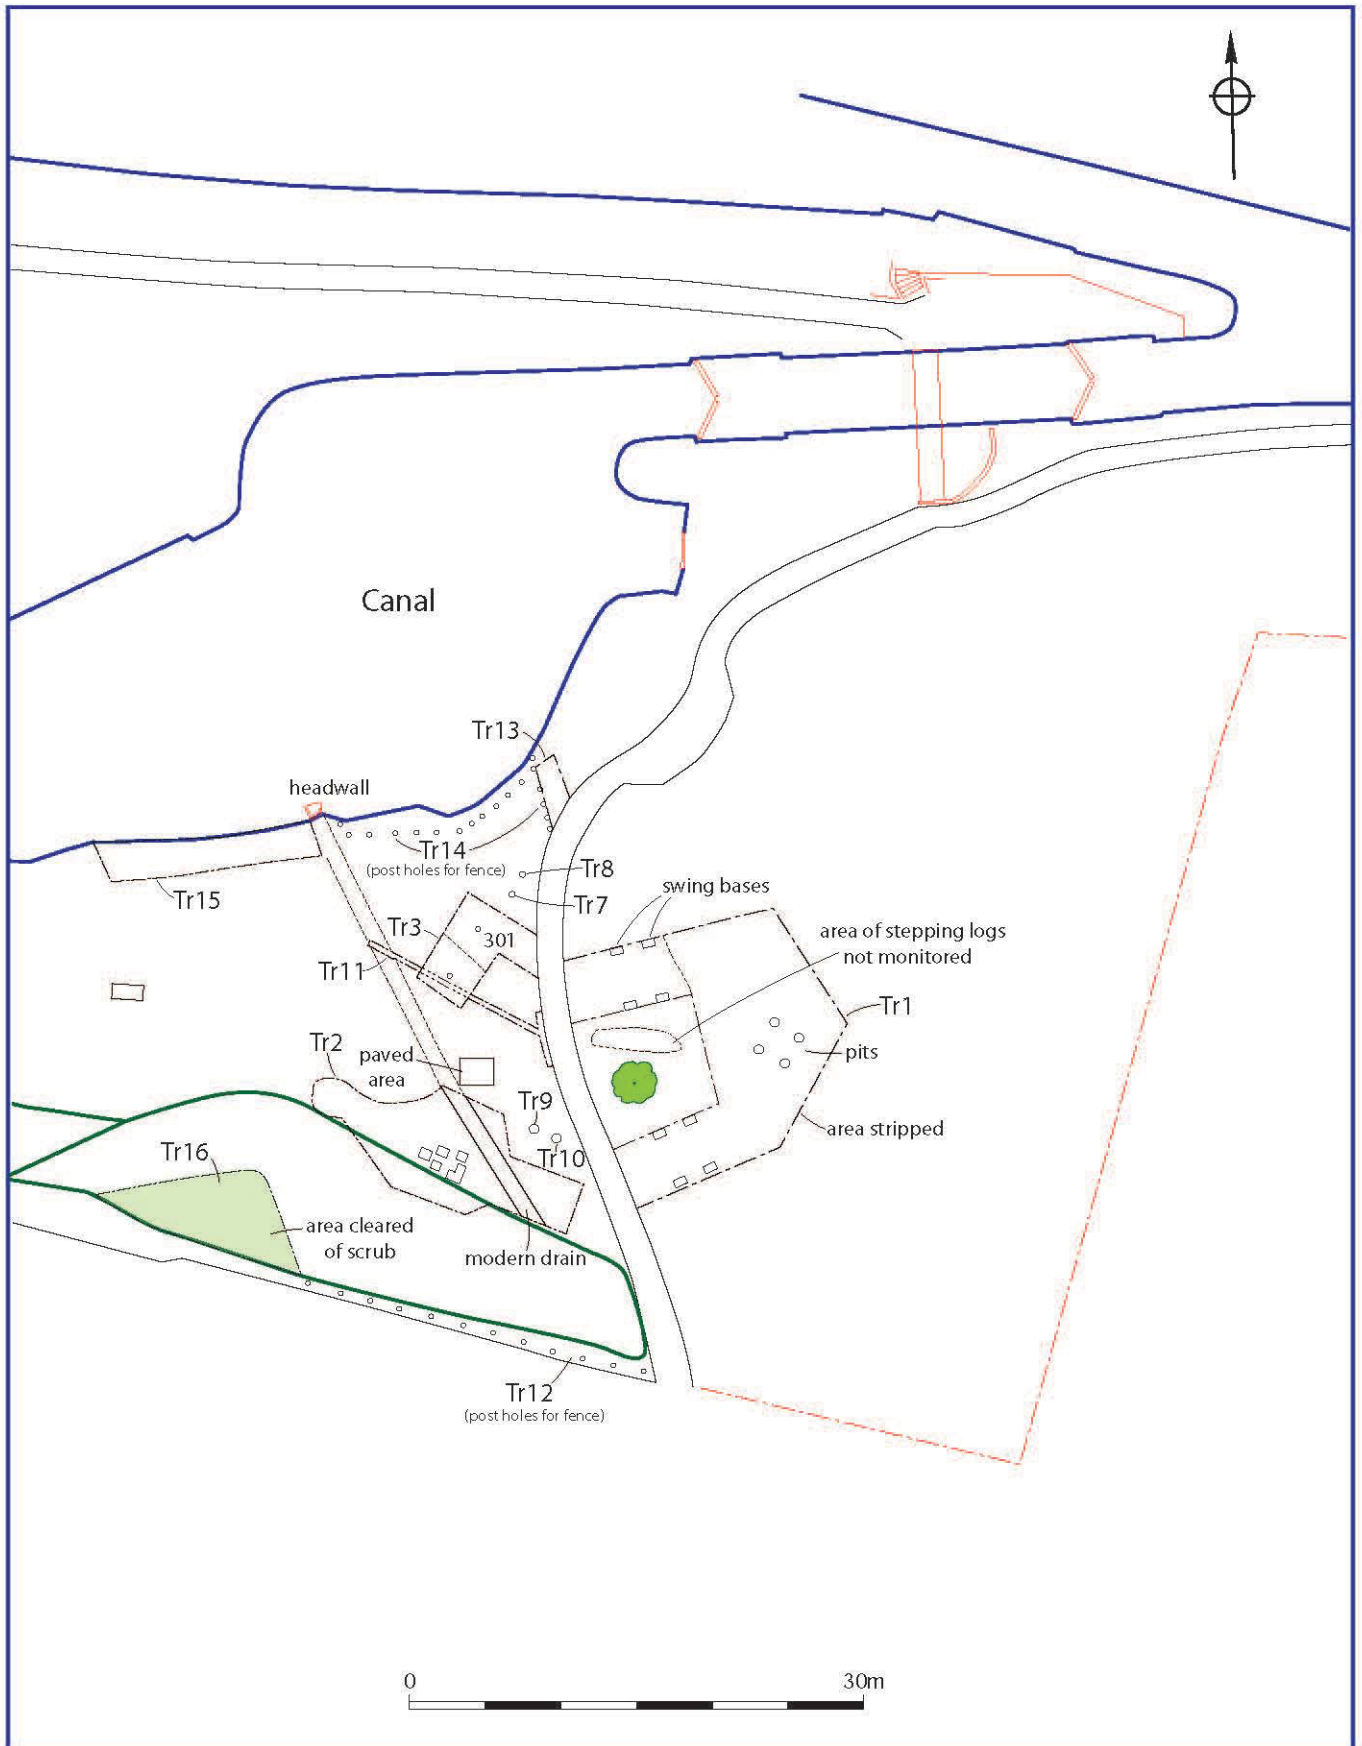 Canal
Tr13
headwall
Tr14
(post holes for fence)
Tr8
Tr15
Tr7
swing bases
Tr3
301
area of stepping logs
not monitored
Tr11
Tr1
Tr2
paved
area
pits
Tr9
area stripped
Tr16
Tr10
area cleared
of scrub
modern drain
Tr12
(post holes for fence)
0
30m